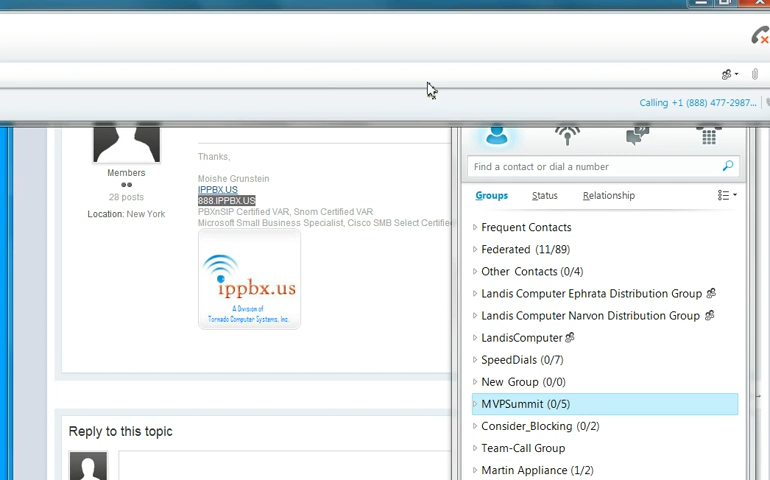 Calling +1 (888) 477-2987...
Members
28 posts
Location: New York
Thanks,
Moishe Grunstein
IPPBX.US
888.IPPBX.US
PBXnSIP Certified VAR, Snom Certified VAR
Microsoft Small Business Specialist, Cisco SMB Select Certifie
ippbx.us
A Division of
Tornado Computer Systems, Inc.
Reply to this topic
Find a contact or dial a number
Groups Status Relationship
Frequent Contacts
Federated (11/89)
Other Contacts (0/4)
Landis Computer Ephrata Distribution Group
Landis Computer Narvon Distribution Group
LandisComputer
SpeedDials (0/7)
New Group (0/0)
MVPSummit (0/5)
Consider_Blocking (0/2)
Team-Call Group
Martin Appliance (1/2)